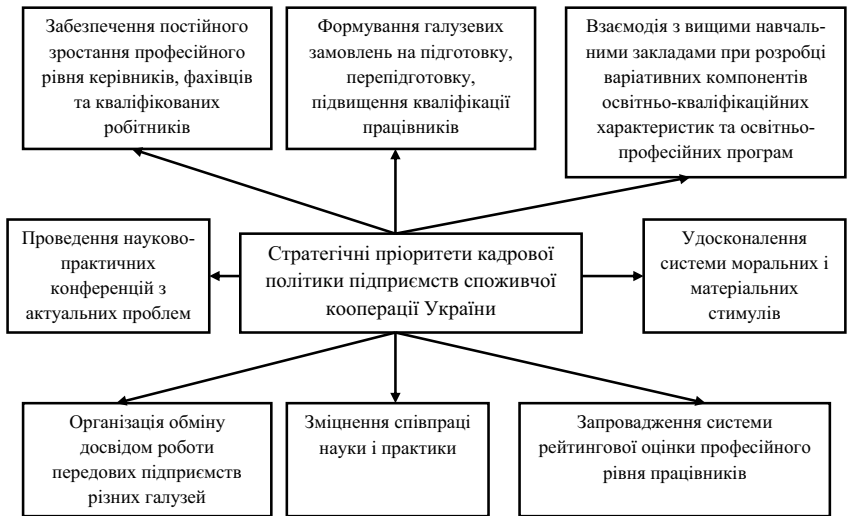 Забезпечення постійного
зростання професійного
рівня керівників, фахівців
та кваліфікованих
робітників
Формування галузевих
замовлень на підготовку,
перепідготовку,
підвищення кваліфікації
працівників
Взаємодія з вищими навчаль-
ними закладами при розробці
варіативних компонентів
освітньо-кваліфікаційних
характеристик та освітньо-
професійних програм
Проведення науково-
практичних
конференцій з
актуальних проблем
Стратегічні пріоритети кадрової
політики підприємств споживчої
кооперації України
Удосконалення
системи моральних і
матеріальних
стимулів
Організація обміну
досвідом роботи
передових підприємств
різних галузей
Зміцнення співпраці
науки і практики
Запровадження системи
рейтингової оцінки професійного
рівня працівників